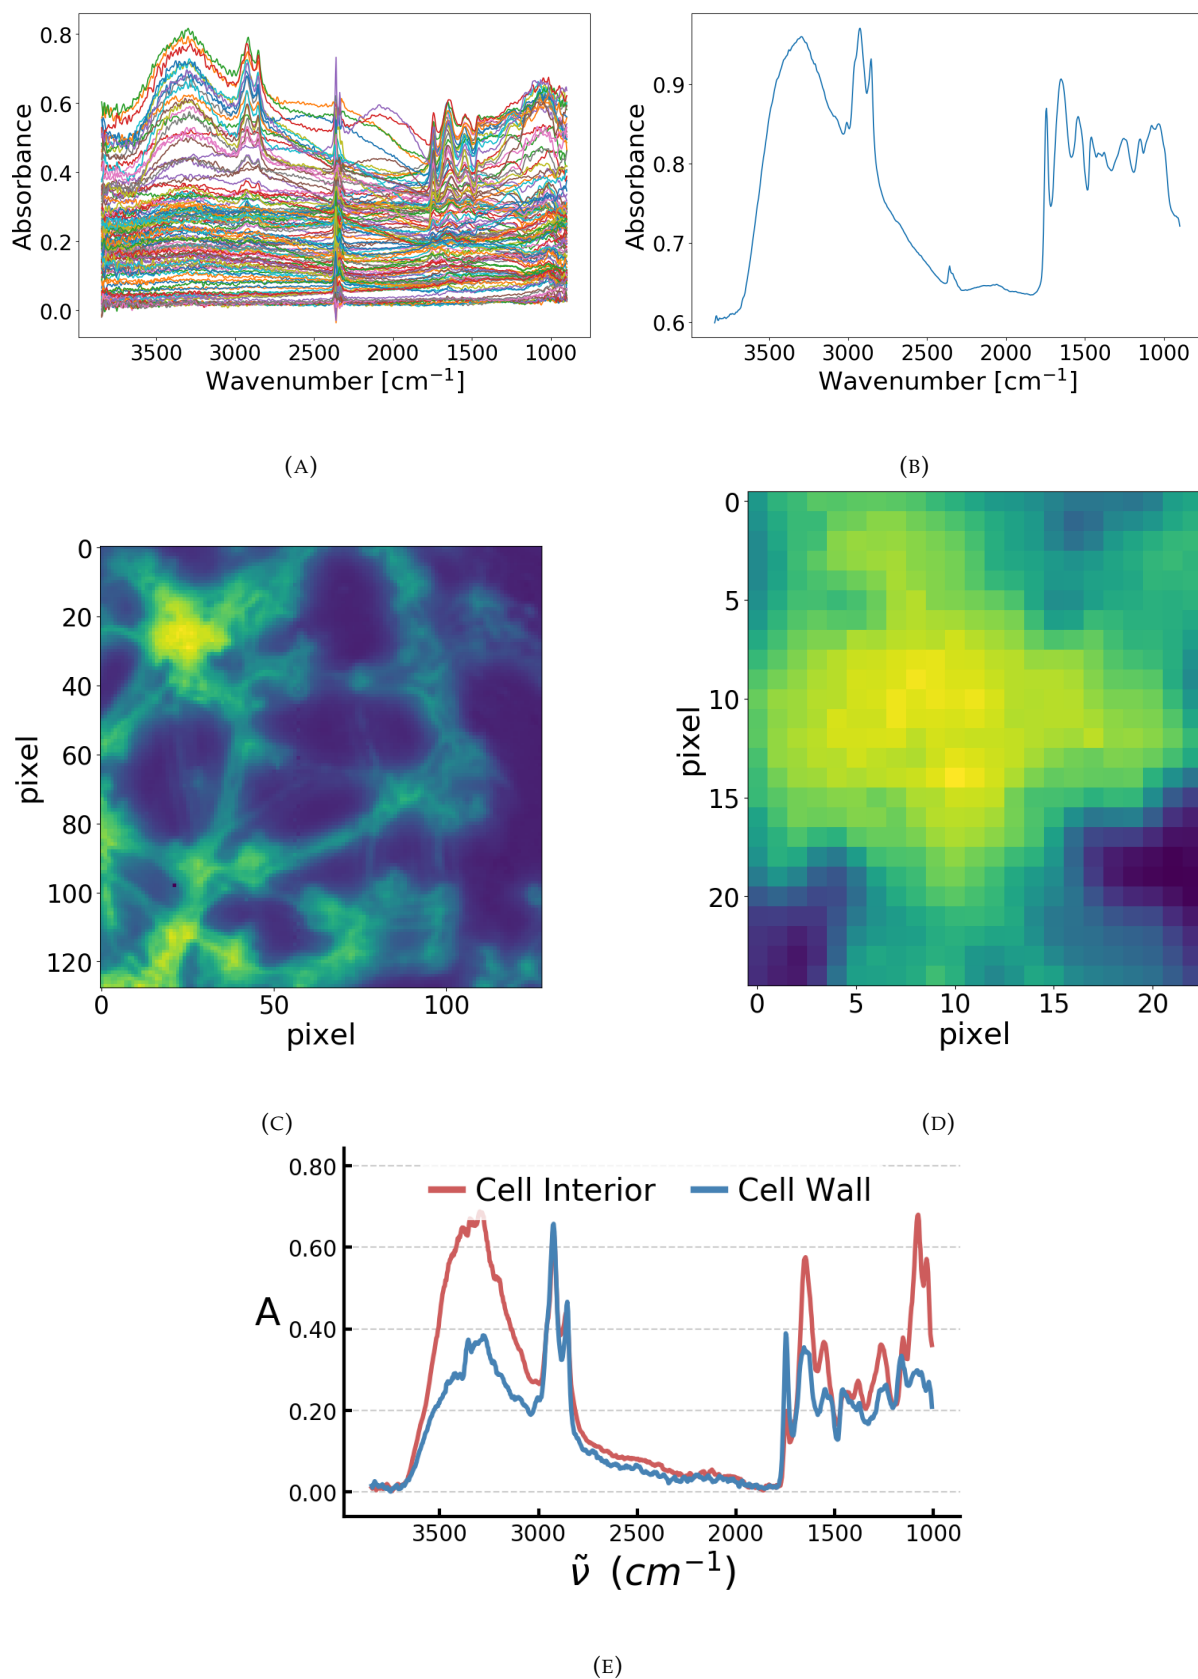 0.8
0.6
0.4
0.2
0.0
Absorbance
3500 3000 2500 2000 1500 1000
Wavenumber [cm⁻¹]
(A)
0.9
0.8
0.7
0.6
Absorbance
3500 3000 2500 2000 1500 1000
Wavenumber [cm⁻¹]
(B)
0
20
40
60
80
100
120
pixel
0 50 100
pixel
(C)
0
5
10
15
20
pixel
0 5 10 15 20
pixel
(D)
0.80
0.60
0.40
0.20
0.00
A
Cell Interior Cell Wall
3500 3000 2500 2000 1500 1000
ν̃ (cm⁻¹)
(E)